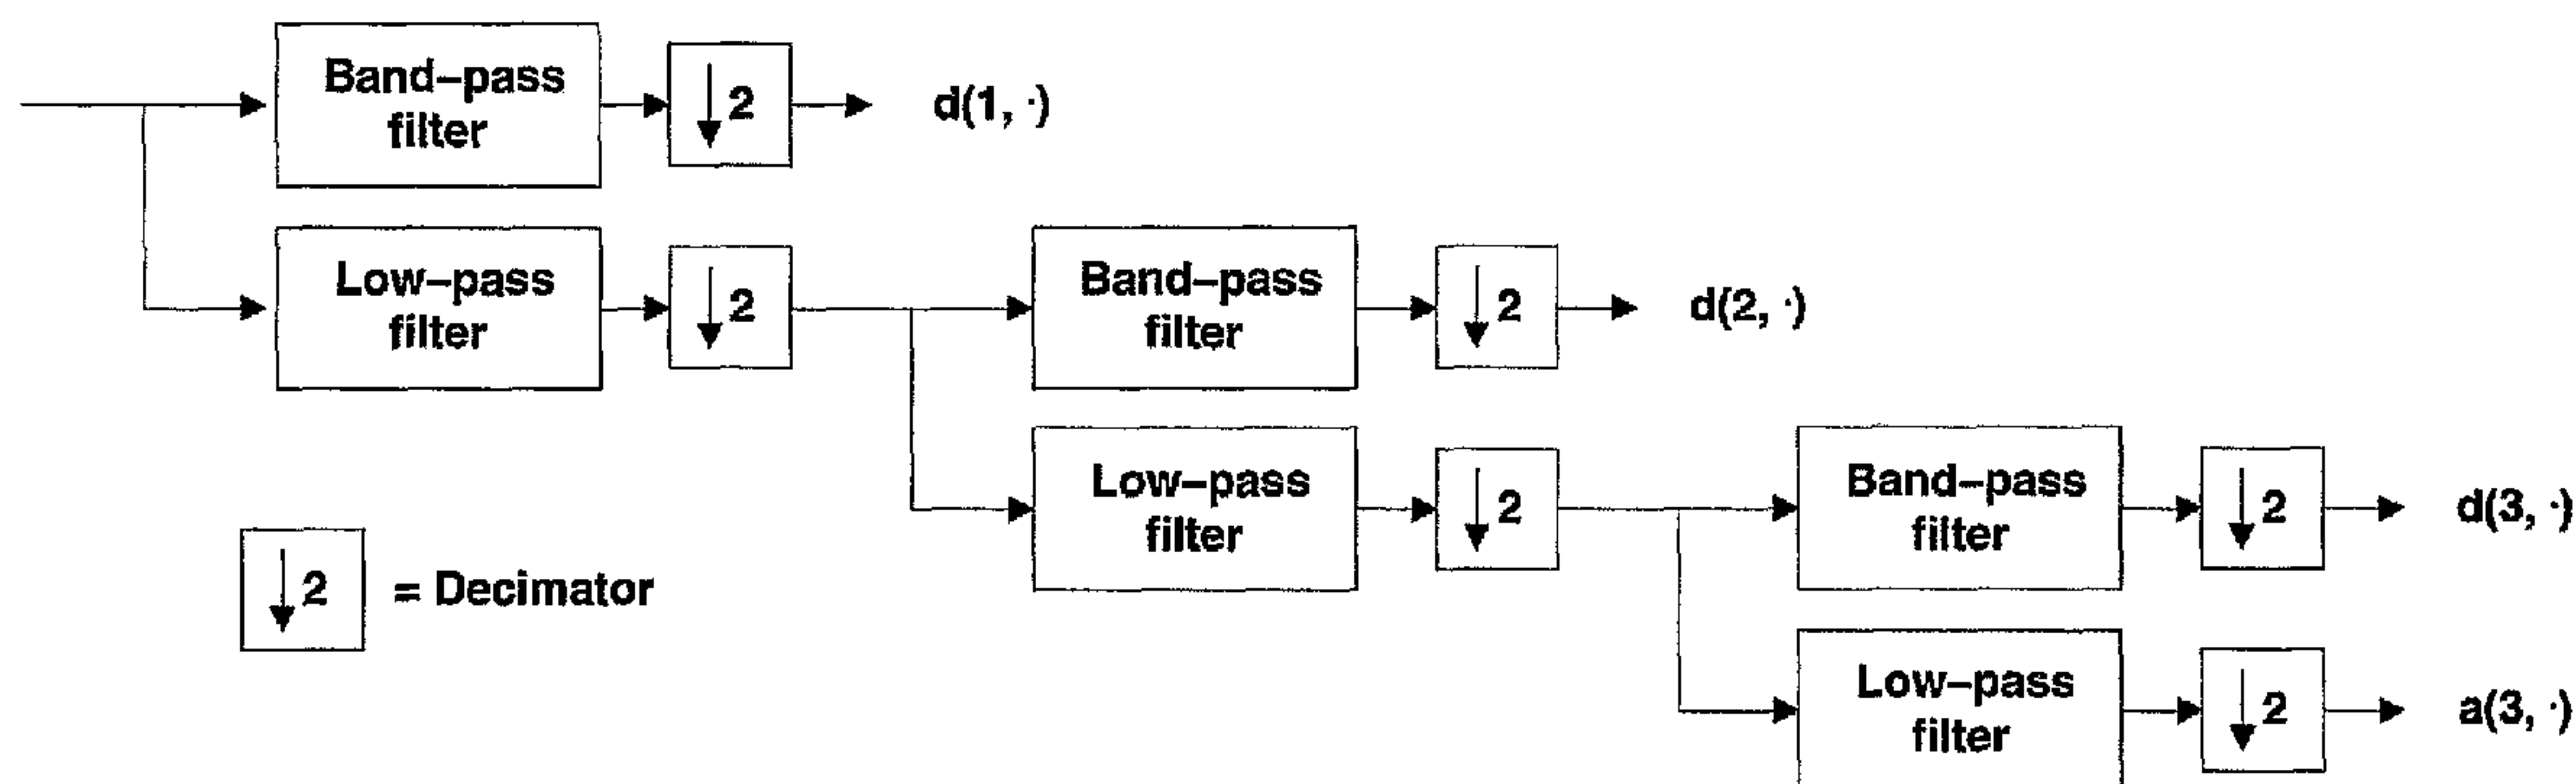 Band–pass
filter
↓2
d(1, ·)
Low–pass
filter
↓2
Band–pass
filter
↓2
d(2, ·)
Low–pass
filter
↓2
Band–pass
filter
↓2
d(3, ·)
↓2 = Decimator
Low–pass
filter
↓2
a(3, ·)